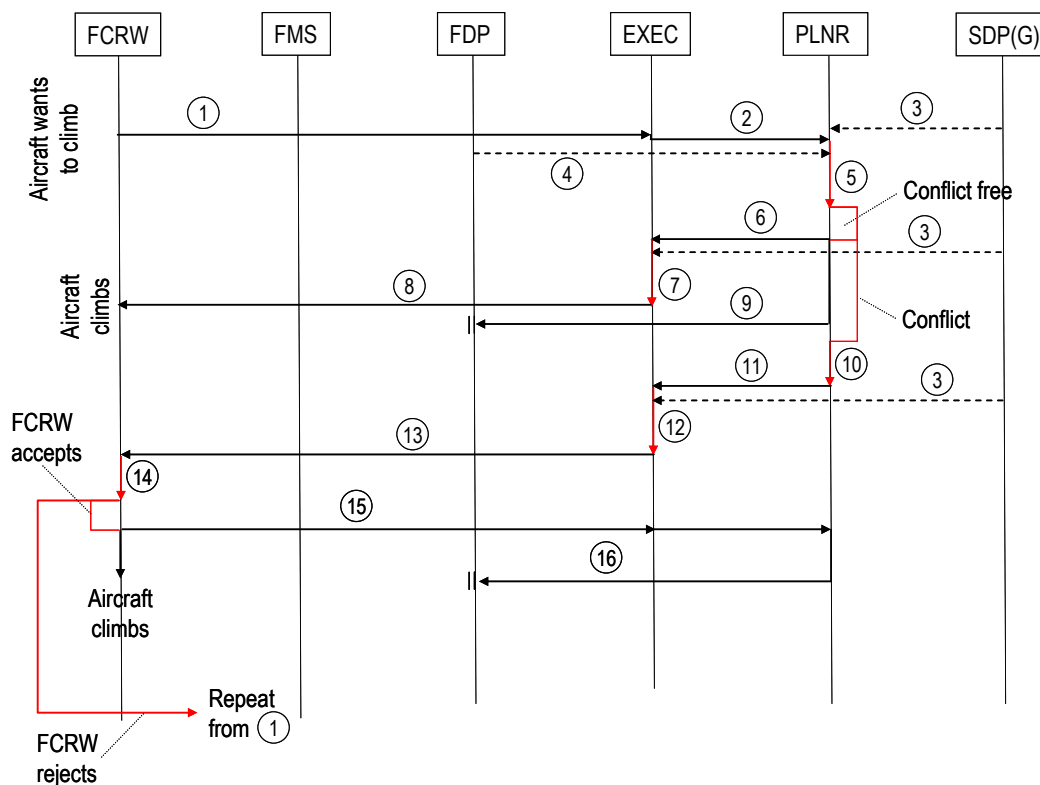 FCRW
FMS
FDP
EXEC
PLNR
SDP(G)
Aircraft wants
to climb
1
2
3
4
5
Conflict free
6
3
Aircraft
climbs
8
7
9
Conflict
11
10
3
FCRW
accepts
13
12
14
15
16
Aircraft
climbs
Repeat
from 1
FCRW
rejects